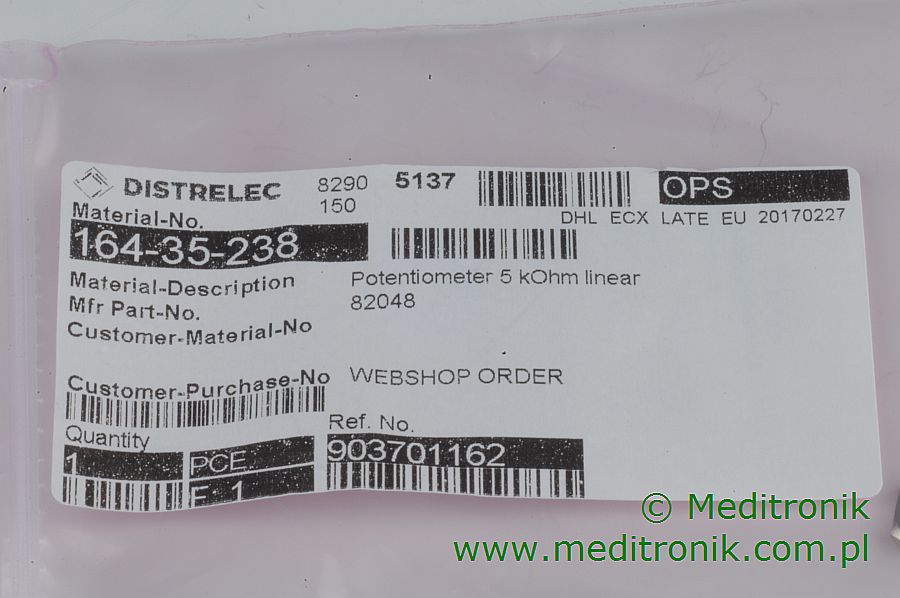 DISTRELEC 8290 5137 OPS
150
DHL ECX LATE EU 20170227
Material-No.
164-35-238
Material-Description Potentiometer 5 kOhm linear
Mfr Part-No. 82048
Customer-Material-No
Customer-Purchase-No WEBSHOP ORDER
Ref. No.
Quantity
1 PCE 903701162
F 1
© Meditronik
www.meditronik.com.pl